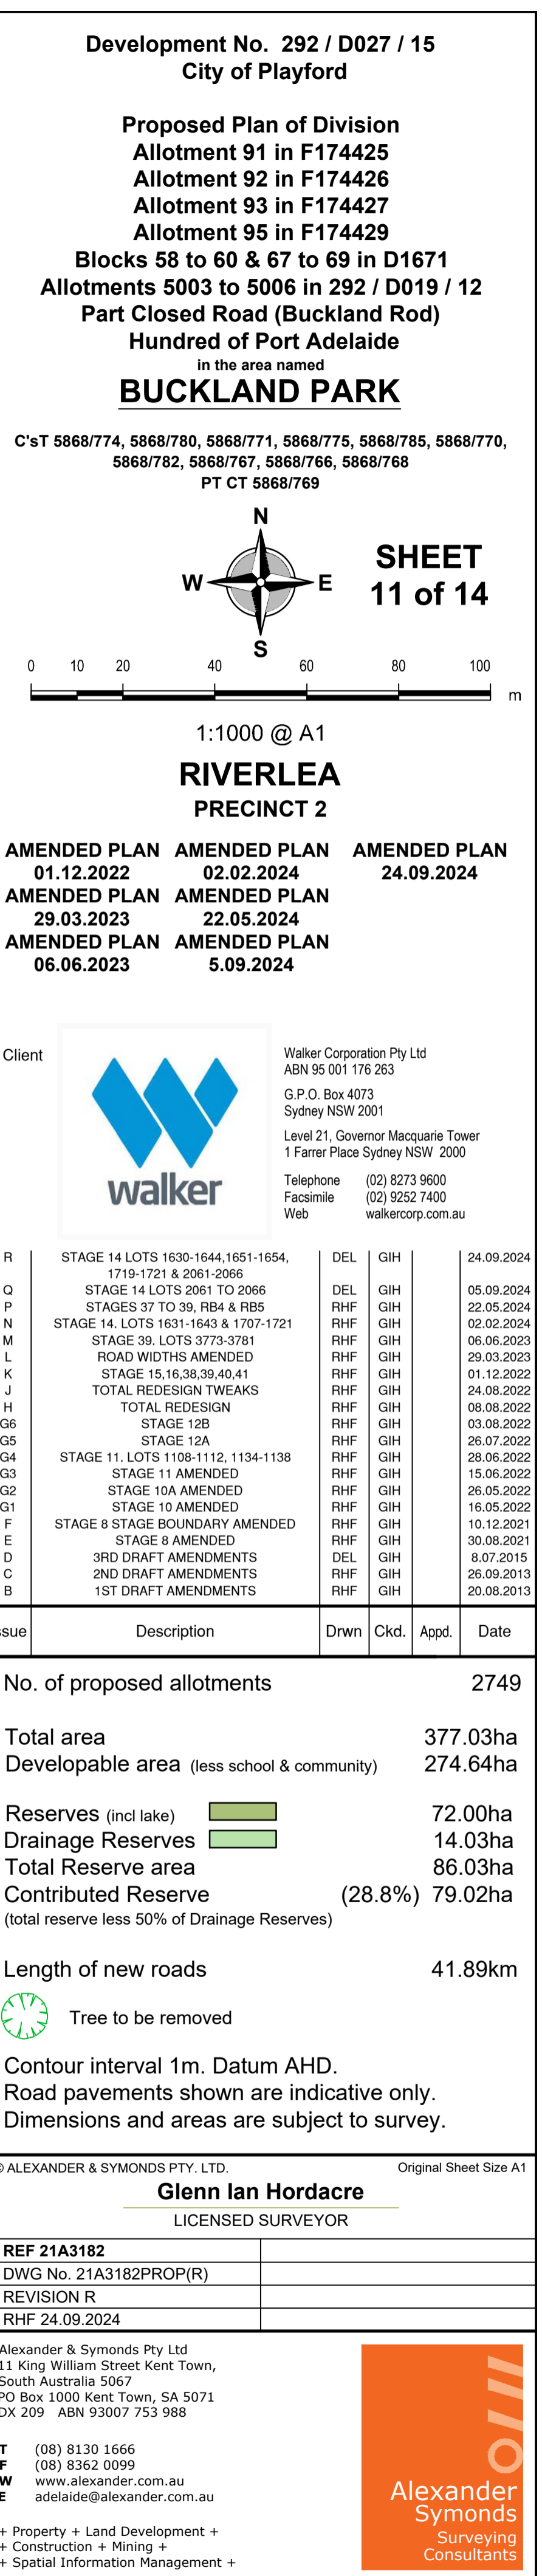 Development No. 292 / D027 / 15
City of Playford
Proposed Plan of Division
Allotment 91 in F174425
Allotment 92 in F174426
Allotment 93 in F174427
Allotment 95 in F174429
Blocks 58 to 60 & 67 to 69 in D1671
Allotments 5003 to 5006 in 292 / D019 / 12
Part Closed Road (Buckland Rod)
Hundred of Port Adelaide
in the area named
BUCKLAND PARK
C'sT 5868/774, 5868/780, 5868/771, 5868/775, 5868/785, 5868/770,
5868/782, 5868/767, 5868/766, 5868/768
PT CT 5868/769
N
W E
S
SHEET
11 of 14
0 10 20 40 60 80 100
m
1:1000 @ A1
RIVERLEA
PRECINCT 2
AMENDED PLAN AMENDED PLAN AMENDED PLAN
01.12.2022 02.02.2024 24.09.2024
AMENDED PLAN AMENDED PLAN
29.03.2023 22.05.2024
AMENDED PLAN AMENDED PLAN
06.06.2023 5.09.2024
Client
walker
Walker Corporation Pty Ltd
ABN 95 001 176 263
G.P.O. Box 4073
Sydney NSW 2001
Level 21, Governor Macquarie Tower
1 Farrer Place Sydney NSW 2000
Telephone (02) 8273 9600
Facsimile (02) 9252 7400
Web walkercorp.com.au
R STAGE 14 LOTS 1630-1644,1651-1654, DEL GIH 24.09.2024
1719-1721 & 2061-2066
Q STAGE 14 LOTS 2061 TO 2066 DEL GIH 05.09.2024
P STAGES 37 TO 39, RB4 & RB5 RHF GIH 22.05.2024
N STAGE 14. LOTS 1631-1643 & 1707-1721 RHF GIH 02.02.2024
M STAGE 39. LOTS 3773-3781 RHF GIH 06.06.2023
L ROAD WIDTHS AMENDED RHF GIH 29.03.2023
K STAGE 15,16,38,39,40,41 RHF GIH 01.12.2022
J TOTAL REDESIGN TWEAKS RHF GIH 24.08.2022
H TOTAL REDESIGN RHF GIH 08.08.2022
G6 STAGE 12B RHF GIH 03.08.2022
G5 STAGE 12A RHF GIH 26.07.2022
G4 STAGE 11. LOTS 1108-1112, 1134-1138 RHF GIH 28.06.2022
G3 STAGE 11 AMENDED RHF GIH 15.06.2022
G2 STAGE 10A AMENDED RHF GIH 26.05.2022
G1 STAGE 10 AMENDED RHF GIH 16.05.2022
F STAGE 8 STAGE BOUNDARY AMENDED RHF GIH 10.12.2021
E STAGE 8 AMENDED RHF GIH 30.08.2021
D 3RD DRAFT AMENDMENTS DEL GIH 8.07.2015
C 2ND DRAFT AMENDMENTS RHF GIH 26.09.2013
B 1ST DRAFT AMENDMENTS RHF GIH 20.08.2013
ssue Description Drwn Ckd. Appd. Date
No. of proposed allotments 2749
Total area 377.03ha
Developable area (less school & community) 274.64ha
Reserves (incl lake) 72.00ha
Drainage Reserves 14.03ha
Total Reserve area 86.03ha
Contributed Reserve (28.8%) 79.02ha
(total reserve less 50% of Drainage Reserves)
Length of new roads 41.89km
Tree to be removed
Contour interval 1m. Datum AHD.
Road pavements shown are indicative only.
Dimensions and areas are subject to survey.
© ALEXANDER & SYMONDS PTY. LTD. Original Sheet Size A1
Glenn Ian Hordacre
LICENSED SURVEYOR
REF 21A3182
DWG No. 21A3182PROP(R)
REVISION R
RHF 24.09.2024
Alexander & Symonds Pty Ltd
11 King William Street Kent Town,
South Australia 5067
PO Box 1000 Kent Town, SA 5071
DX 209 ABN 93007 753 988
T (08) 8130 1666
F (08) 8362 0099
W www.alexander.com.au
E adelaide@alexander.com.au
+ Property + Land Development +
+ Construction + Mining +
+ Spatial Information Management +
Alexander
Symonds
Surveying
Consultants